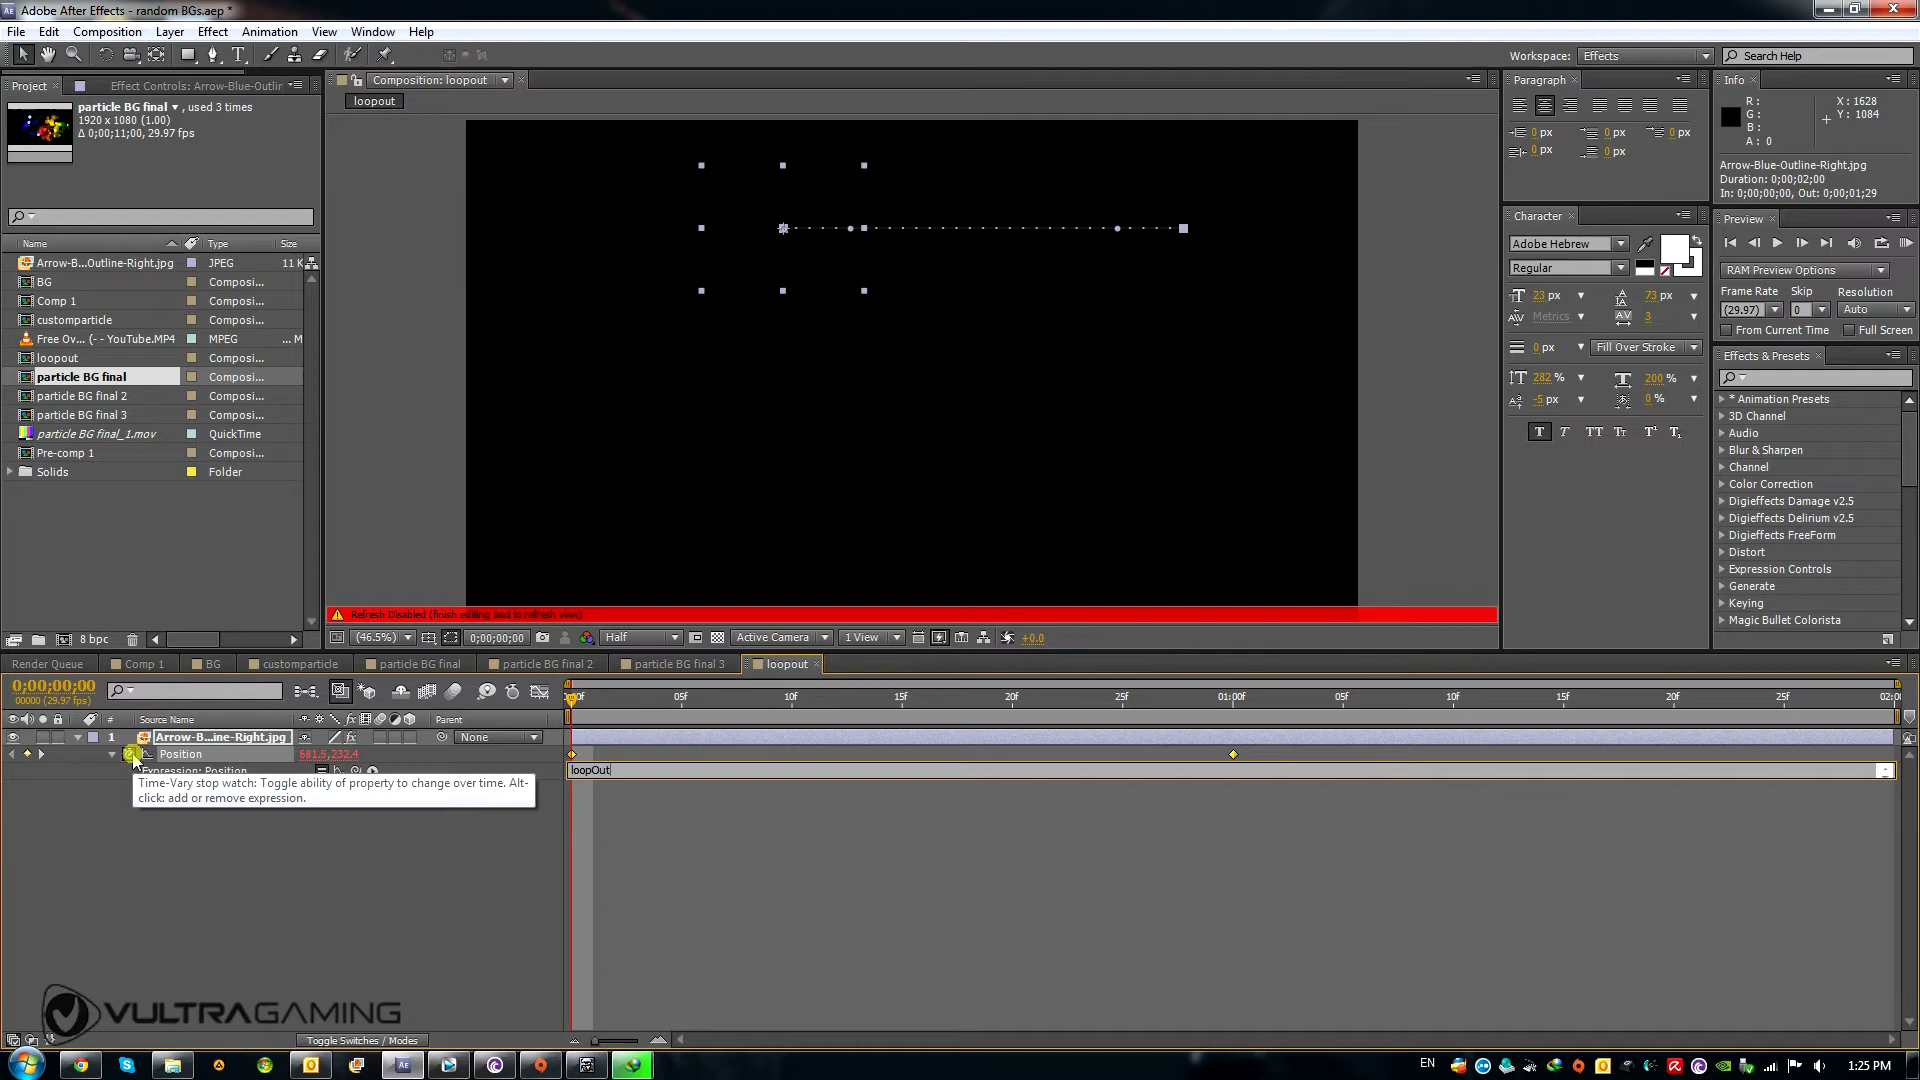 Adobe After Effects - random BGs.aep *
File Edit Composition Layer Effect Animation View Window Help
Workspace: Effects Search Help
Project Effect Controls: Arrow-Blue-Outlin
Composition: loopout
loopout
particle BG final , used 3 times
1920 x 1080 (1.00)
Δ 0;00;11;00, 29.97 fps
Name Type Size
Arrow-B...Outline-Right.jpg JPEG 11 K
BG Composi...
Comp 1 Composi...
customparticle Composi...
Free Ov... (- - YouTube.MP4 MPEG ... M
loopout Composi...
particle BG final Composi...
particle BG final 2 Composi...
particle BG final 3 Composi...
particle BG final_1.mov QuickTime
Pre-comp 1 Composi...
Solids Folder
8 bpc
Refresh Disabled (finish editing text to refresh view)
(46.5%) 0;00;00;00 Half Active Camera 1 View +0.0
Paragraph
0 px 0 px 0 px
0 px 0 px
Character
Adobe Hebrew
Regular
23 px 73 px
Metrics 3
0 px Fill Over Stroke
282 % 200 %
-5 px 0 %
T T TT Tr T¹ T₁
Info
R: X: 1628
G: Y: 1084
B:
A: 0
Arrow-Blue-Outline-Right.jpg
Duration: 0;00;02;00
In: 0;00;00;00, Out: 0;00;01;29
Preview
RAM Preview Options
Frame Rate Skip Resolution
(29.97) 0 Auto
From Current Time Full Screen
Effects & Presets
* Animation Presets
3D Channel
Audio
Blur & Sharpen
Channel
Color Correction
Digieffects Damage v2.5
Digieffects Delirium v2.5
Digieffects FreeForm
Distort
Expression Controls
Generate
Keying
Magic Bullet Colorista
Render Queue Comp 1 BG customparticle particle BG final particle BG final 2 particle BG final 3 loopout
0;00;00;00
00000 (29.97 fps)
05f 10f 15f 20f 25f 01:00f 05f 10f 15f 20f 25f 02:0
# Source Name Parent
1 Arrow-B...ine-Right.jpg None
Position 681.5,232.4
Expression: Position
loopOut
Time-Vary stop watch: Toggle ability of property to change over time. Alt-
click: add or remove expression.
VULTRAGAMING
Toggle Switches / Modes
EN 1:25 PM